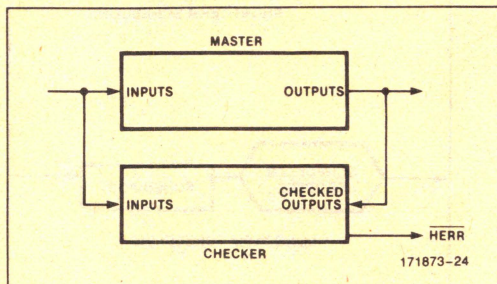 MASTER
INPUTS
OUTPUTS
INPUTS
CHECKED
OUTPUTS
HERR
CHECKER
171873-24